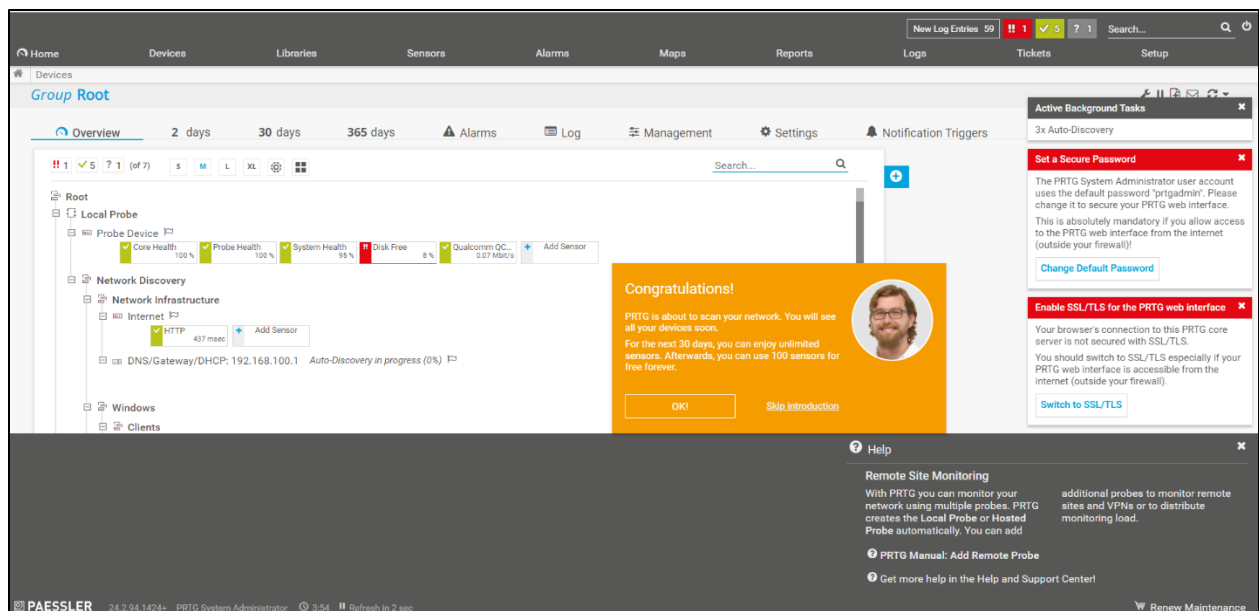 New Log Entries 59 !! 1 5 ? 1 Search...
Home Devices Libraries Sensors Alarms Maps Reports Logs Tickets Setup
Devices
Group Root
Overview 2 days 30 days 365 days Alarms Log Management Settings Notification Triggers
!! 1 5 ? 1 (of 7) S M L XL Search...
Root
Local Probe
Probe Device
Core Health 100 % Probe Health 100 % System Health 95 % !! Disk Free 8 % Qualcomm QC... 0.07 Mbit/s + Add Sensor
Network Discovery
Network Infrastructure
Internet
HTTP 437 msec + Add Sensor
DNS/Gateway/DHCP: 192.168.100.1 Auto-Discovery in progress (0%)
Windows
Clients
Congratulations!
PRTG is about to scan your network. You will see
all your devices soon.
For the next 30 days, you can enjoy unlimited
sensors. Afterwards, you can use 100 sensors for
free forever.
OK! Skip introduction
Active Background Tasks
3x Auto-Discovery
Set a Secure Password
The PRTG System Administrator user account
uses the default password "prtgadmin". Please
change it to secure your PRTG web interface.
This is absolutely mandatory if you allow access
to the PRTG web interface from the internet
(outside your firewall)!
Change Default Password
Enable SSL/TLS for the PRTG web interface
Your browser's connection to this PRTG core
server is not secured with SSL/TLS.
You should switch to SSL/TLS especially if your
PRTG web interface is accessible from the
internet (outside your firewall).
Switch to SSL/TLS
Help
Remote Site Monitoring
With PRTG you can monitor your
network using multiple probes. PRTG
creates the Local Probe or Hosted
Probe automatically. You can add
additional probes to monitor remote
sites and VPNs or to distribute
monitoring load.
PRTG Manual: Add Remote Probe
Get more help in the Help and Support Center!
PAESSLER 24.2.94.1424+ PRTG System Administrator 3:54 Refresh in 2 sec Renew Maintenance